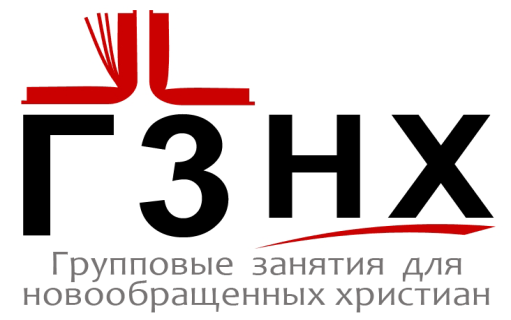 ГЗНХ
Групповые занятия для
новообращенных христиан